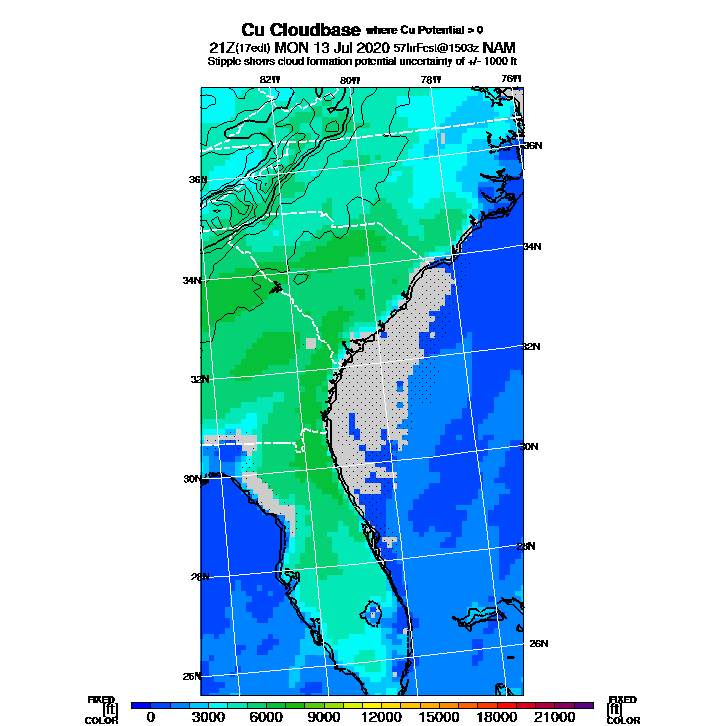 Cu Cloudbase where Cu Potential > 0
21Z(17edt) MON 13 Jul 2020 57hrFcst@1503z NAM
Stipple shows cloud formation potential uncertainty of +/- 1000 ft
82W 80W 78W 76W
36N
36N
34N
34N
32N
32N
30N
30N
28N
28N
26N
26N
FIXED FIXED
[ft] [ft]
COLOR COLOR
0 3000 6000 9000 12000 15000 18000 21000